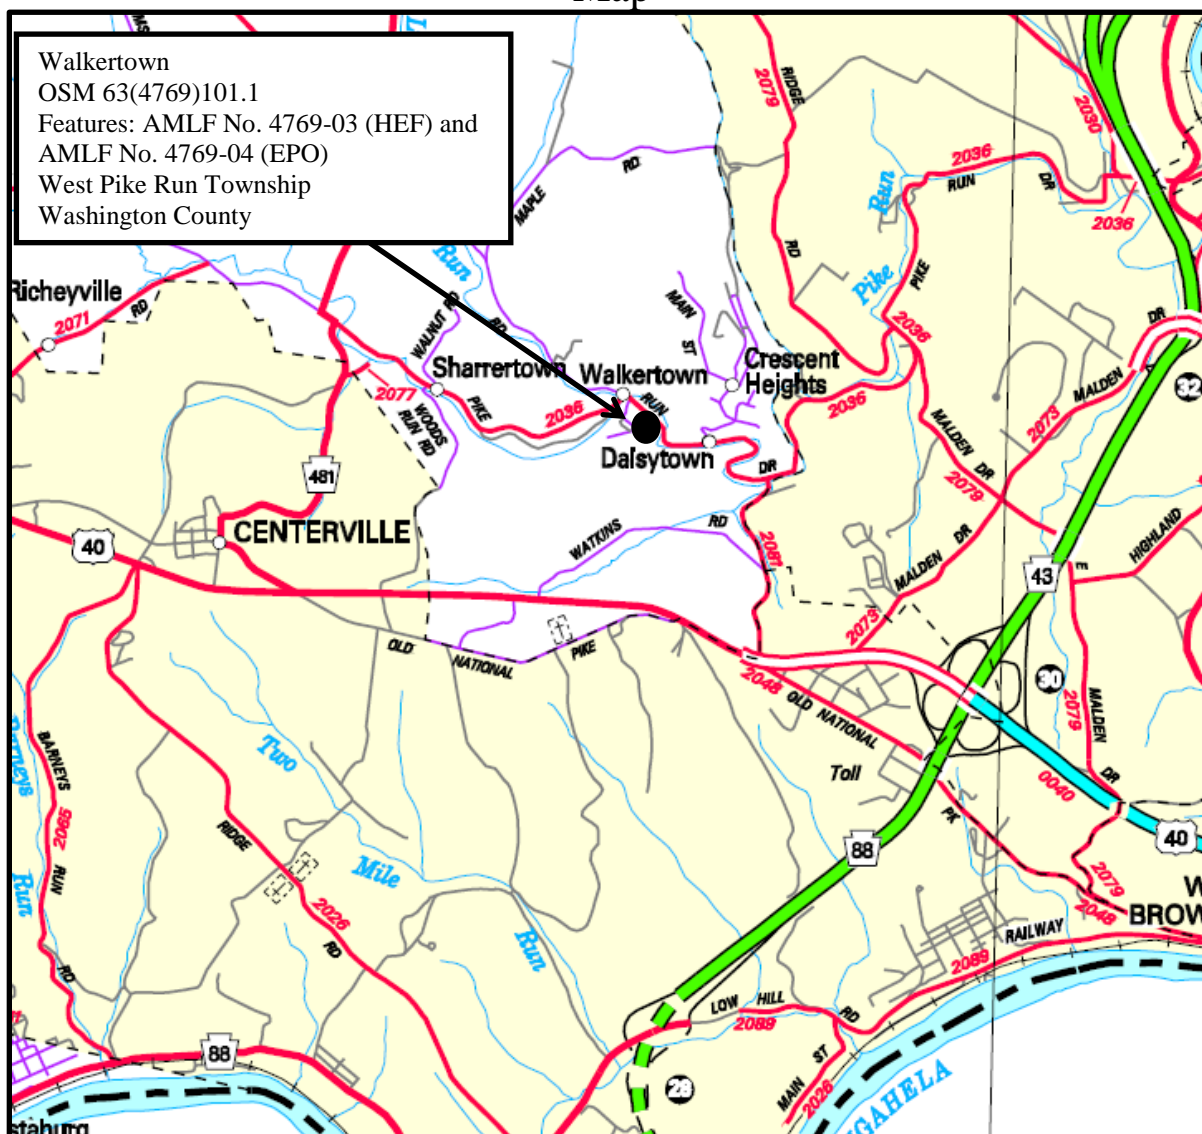 Map
Walkertown
OSM 63(4769)101.1
Features: AMLF No. 4769-03 (HEF) and
AMLF No. 4769-04 (EPO)
West Pike Run Township
Washington County
RIDGE
2079
RD
2030
2036
RUN
DR
2036
Run
Pike
PIKE
2036
MAPLE
RD
Run
RD
MAIN
ST
Richeyville
2071
RD
WALNUT RD
Sharrertown
Walkertown
Crescent
Heights
2077
WOODS
RUN RD
PIKE
2036
RUN
Daisytown
DR
2036
MALDEN DR
2079
2073
MALDEN
DR
32
481
CENTERVILLE
40
WATKINS
RD
2081
MALDEN DR
2073
43
HIGHLAND
OLD
NATIONAL
PIKE
2048
OLD NATIONAL
PK
30
2079
MALDEN
DR
Toll
0040
40
2079
2048
BROW
Barneys
Run
BARNEYS
2065
RUN
RD
Two
Mile
Run
RIDGE
2026
RD
88
RAILWAY
2089
LOW HILL
RD
2089
MAIN ST
2026
88
28
GAHELA